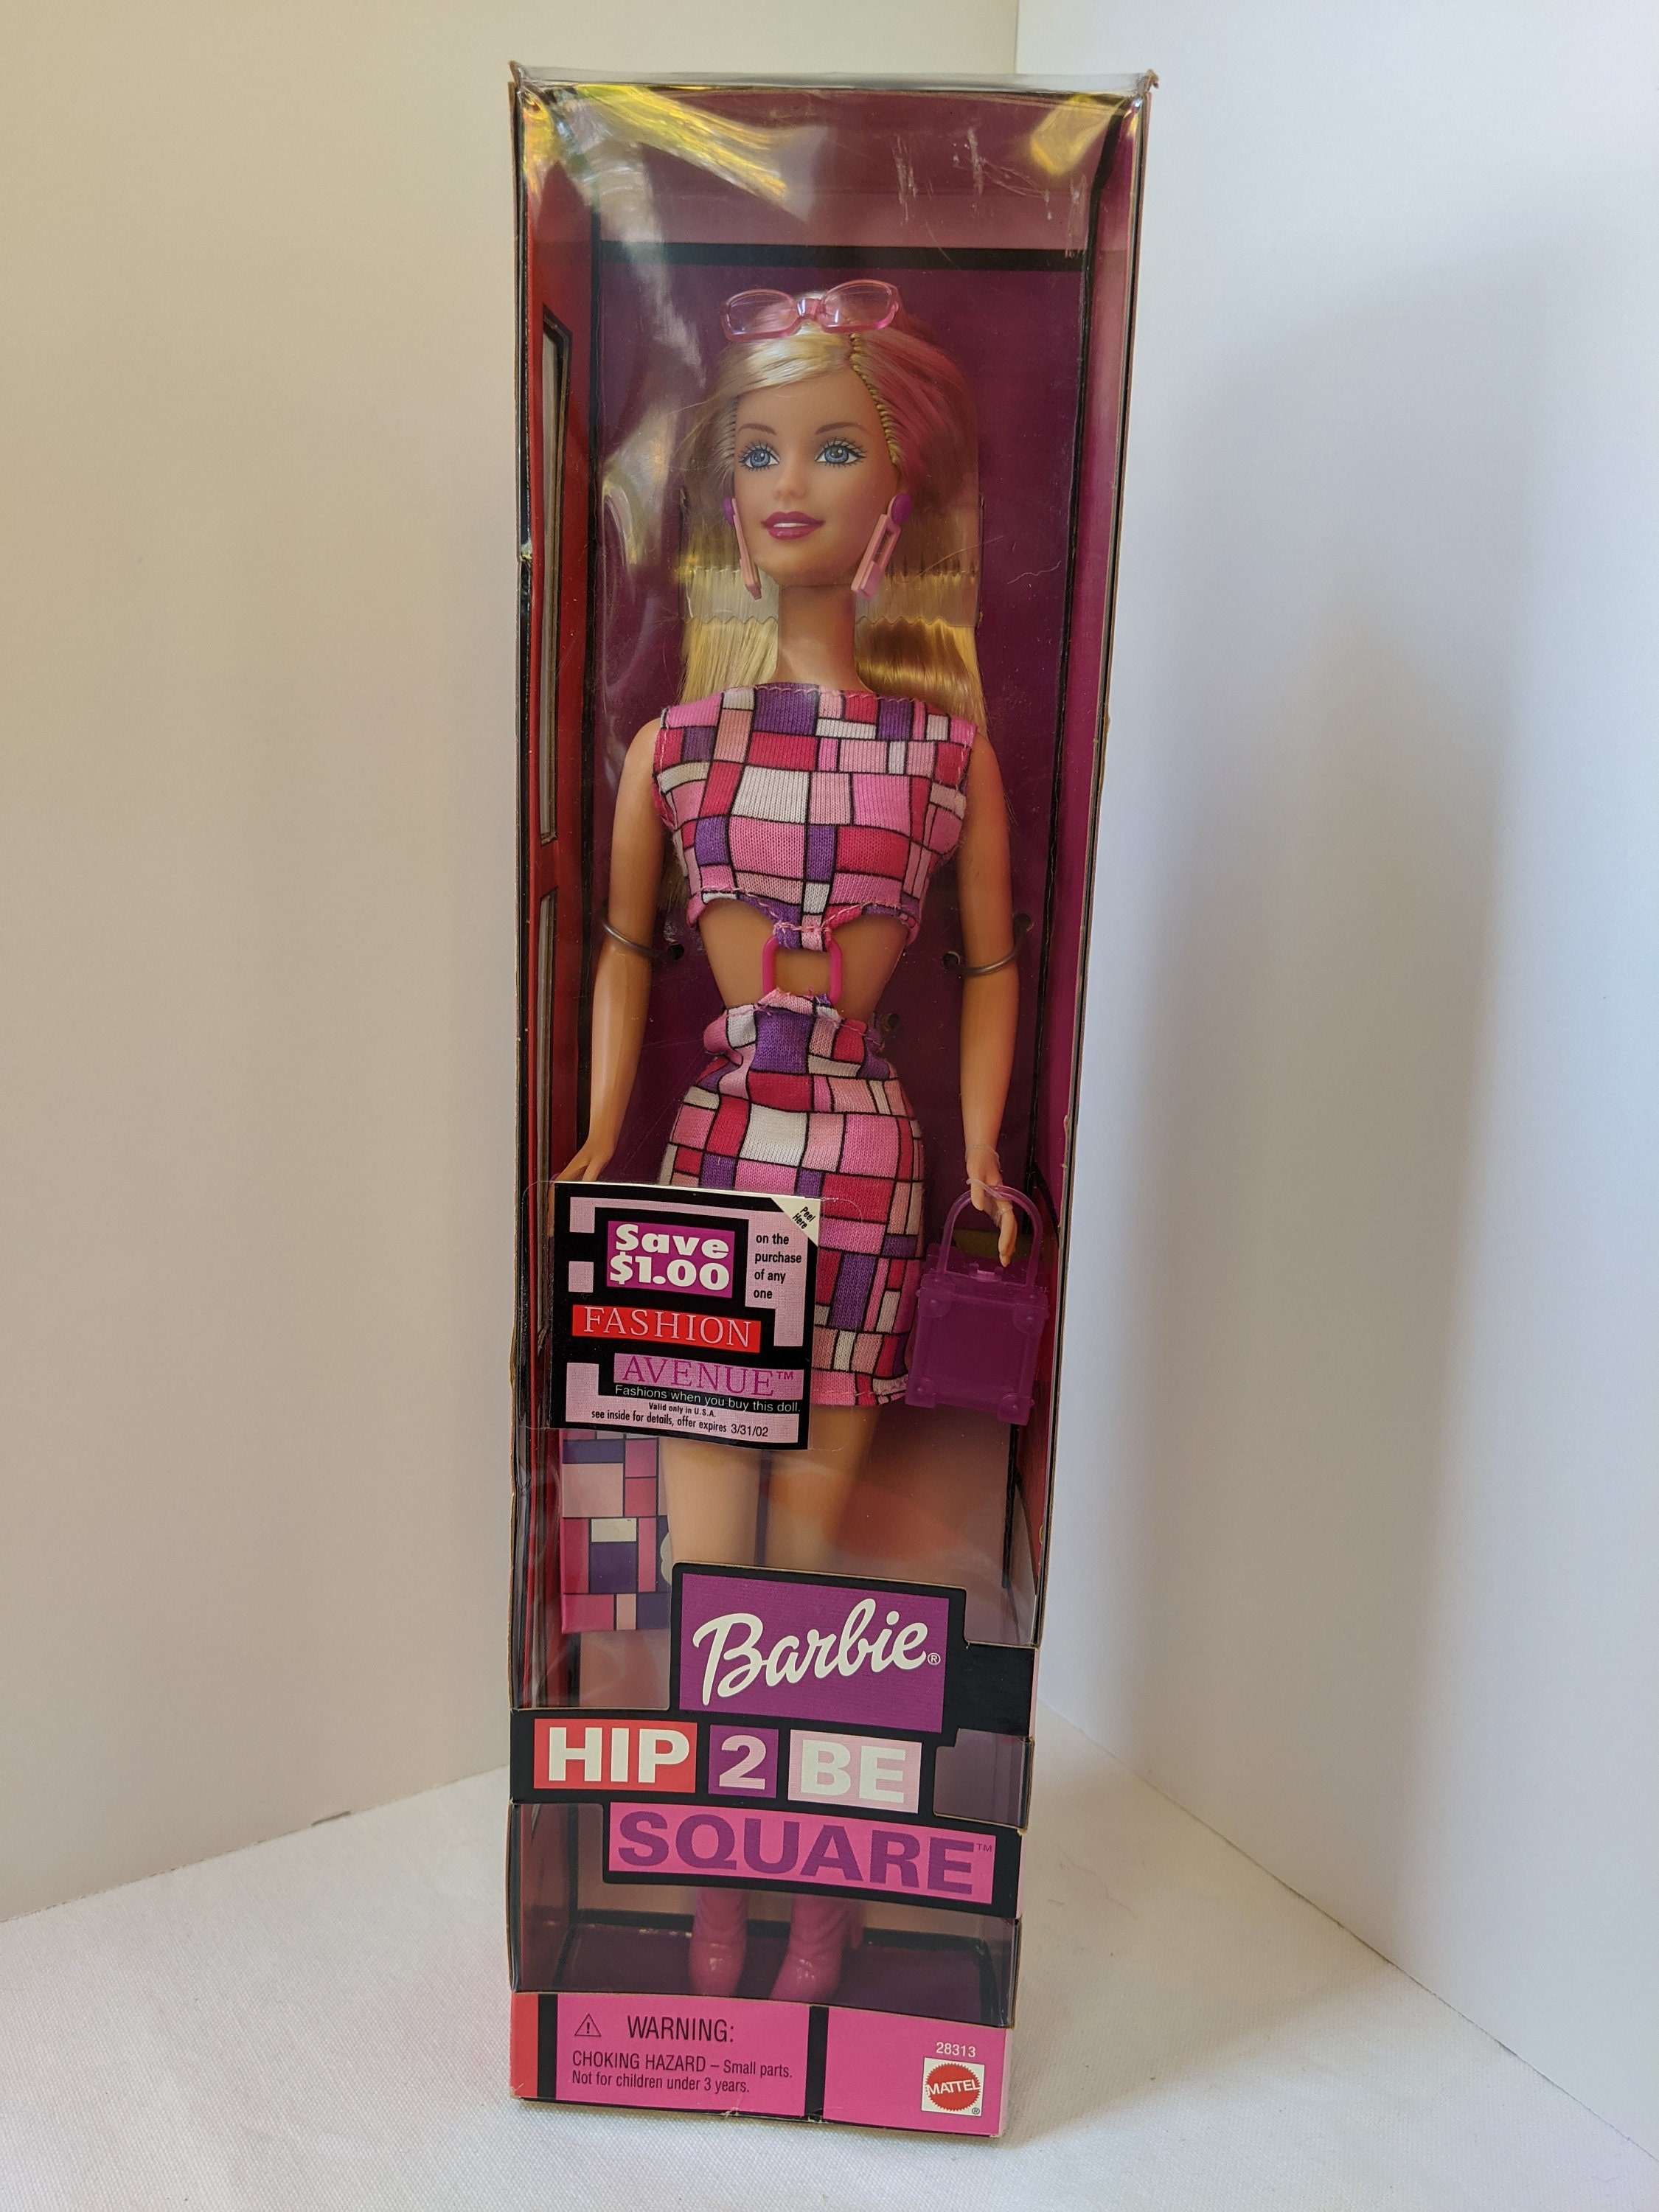 Peel
Here
Save
$1.00
on the
purchase
of any
one
FASHION
AVENUE™
Fashions when you buy this doll.
Valid only in U.S.A.
see inside for details, offer expires 3/31/02
Barbie®
HIP 2 BE
SQUARE™
⚠ WARNING:
CHOKING HAZARD – Small parts.
Not for children under 3 years.
28313
MATTEL®